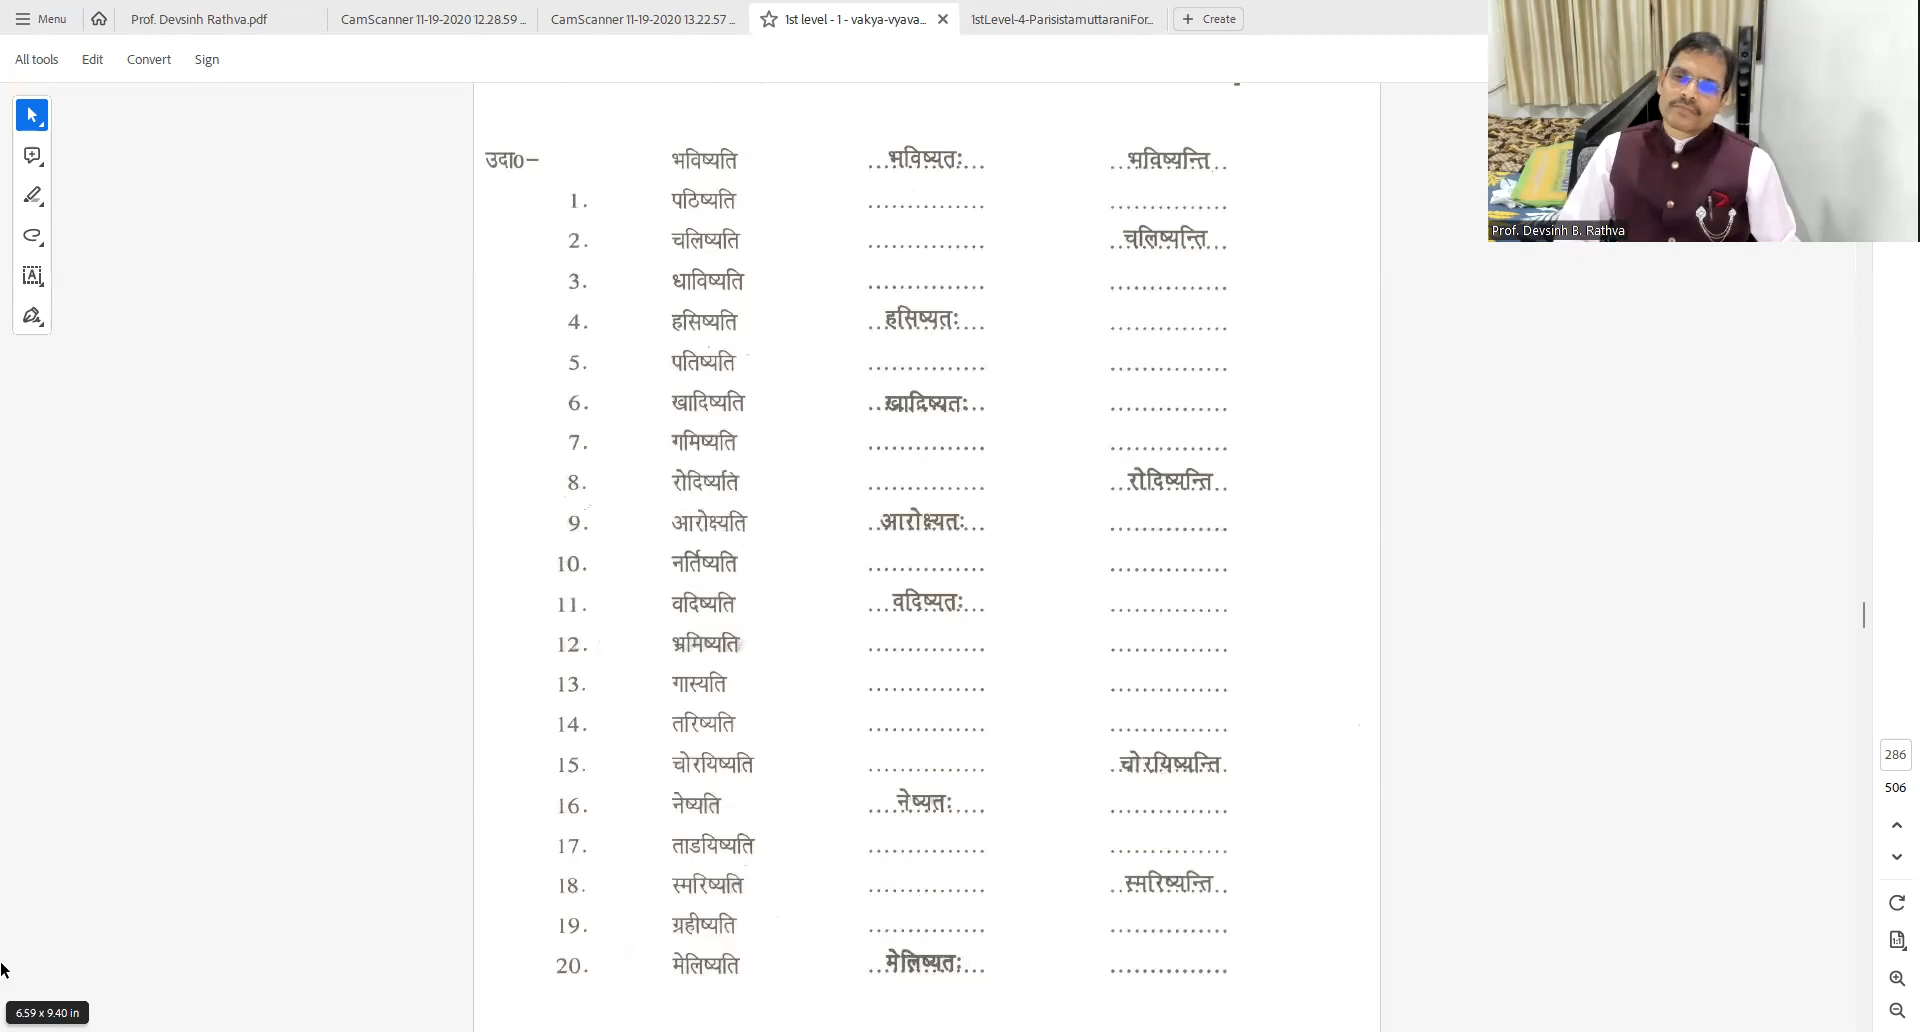 Menu Prof. Devsinh Rathva.pdf CamScanner 11-19-2020 12.28.59 ... CamScanner 11-19-2020 13.22.57 ... 1st level - 1 - vakya-vyava... 1stLevel-4-ParisistamuttaraniFor... Create
All tools Edit Convert Sign
Prof. Devsinh B. Rathva
उदा०– भविष्यति ...भविष्यतः... ...भविष्यन्ति...
1. पठिष्यति ............... ...............
2. चलिष्यति ............... ...चलिष्यन्ति...
3. धाविष्यति ............... ...............
4. हसिष्यति ...हसिष्यतः... ...............
5. पतिष्यति ............... ...............
6. खादिष्यति ...खादिष्यतः... ...............
7. गमिष्यति ............... ...............
8. रोदिष्यति ............... ...रोदिष्यन्ति...
9. आरोक्ष्यति ...आरोक्ष्यतः... ...............
10. नर्तिष्यति ............... ...............
11. वदिष्यति ...वदिष्यतः... ...............
12. भ्रमिष्यति ............... ...............
13. गास्यति ............... ...............
14. तरिष्यति ............... ...............
15. चोरयिष्यति ............... ...चोरयिष्यन्ति...
16. नेष्यति ...नेष्यतः... ...............
17. ताडयिष्यति ............... ...............
18. स्मरिष्यति ............... ...स्मरिष्यन्ति...
19. ग्रहीष्यति ............... ...............
20. मेलिष्यति ...मेलिष्यतः... ...............
286
506
6.59 x 9.40 in